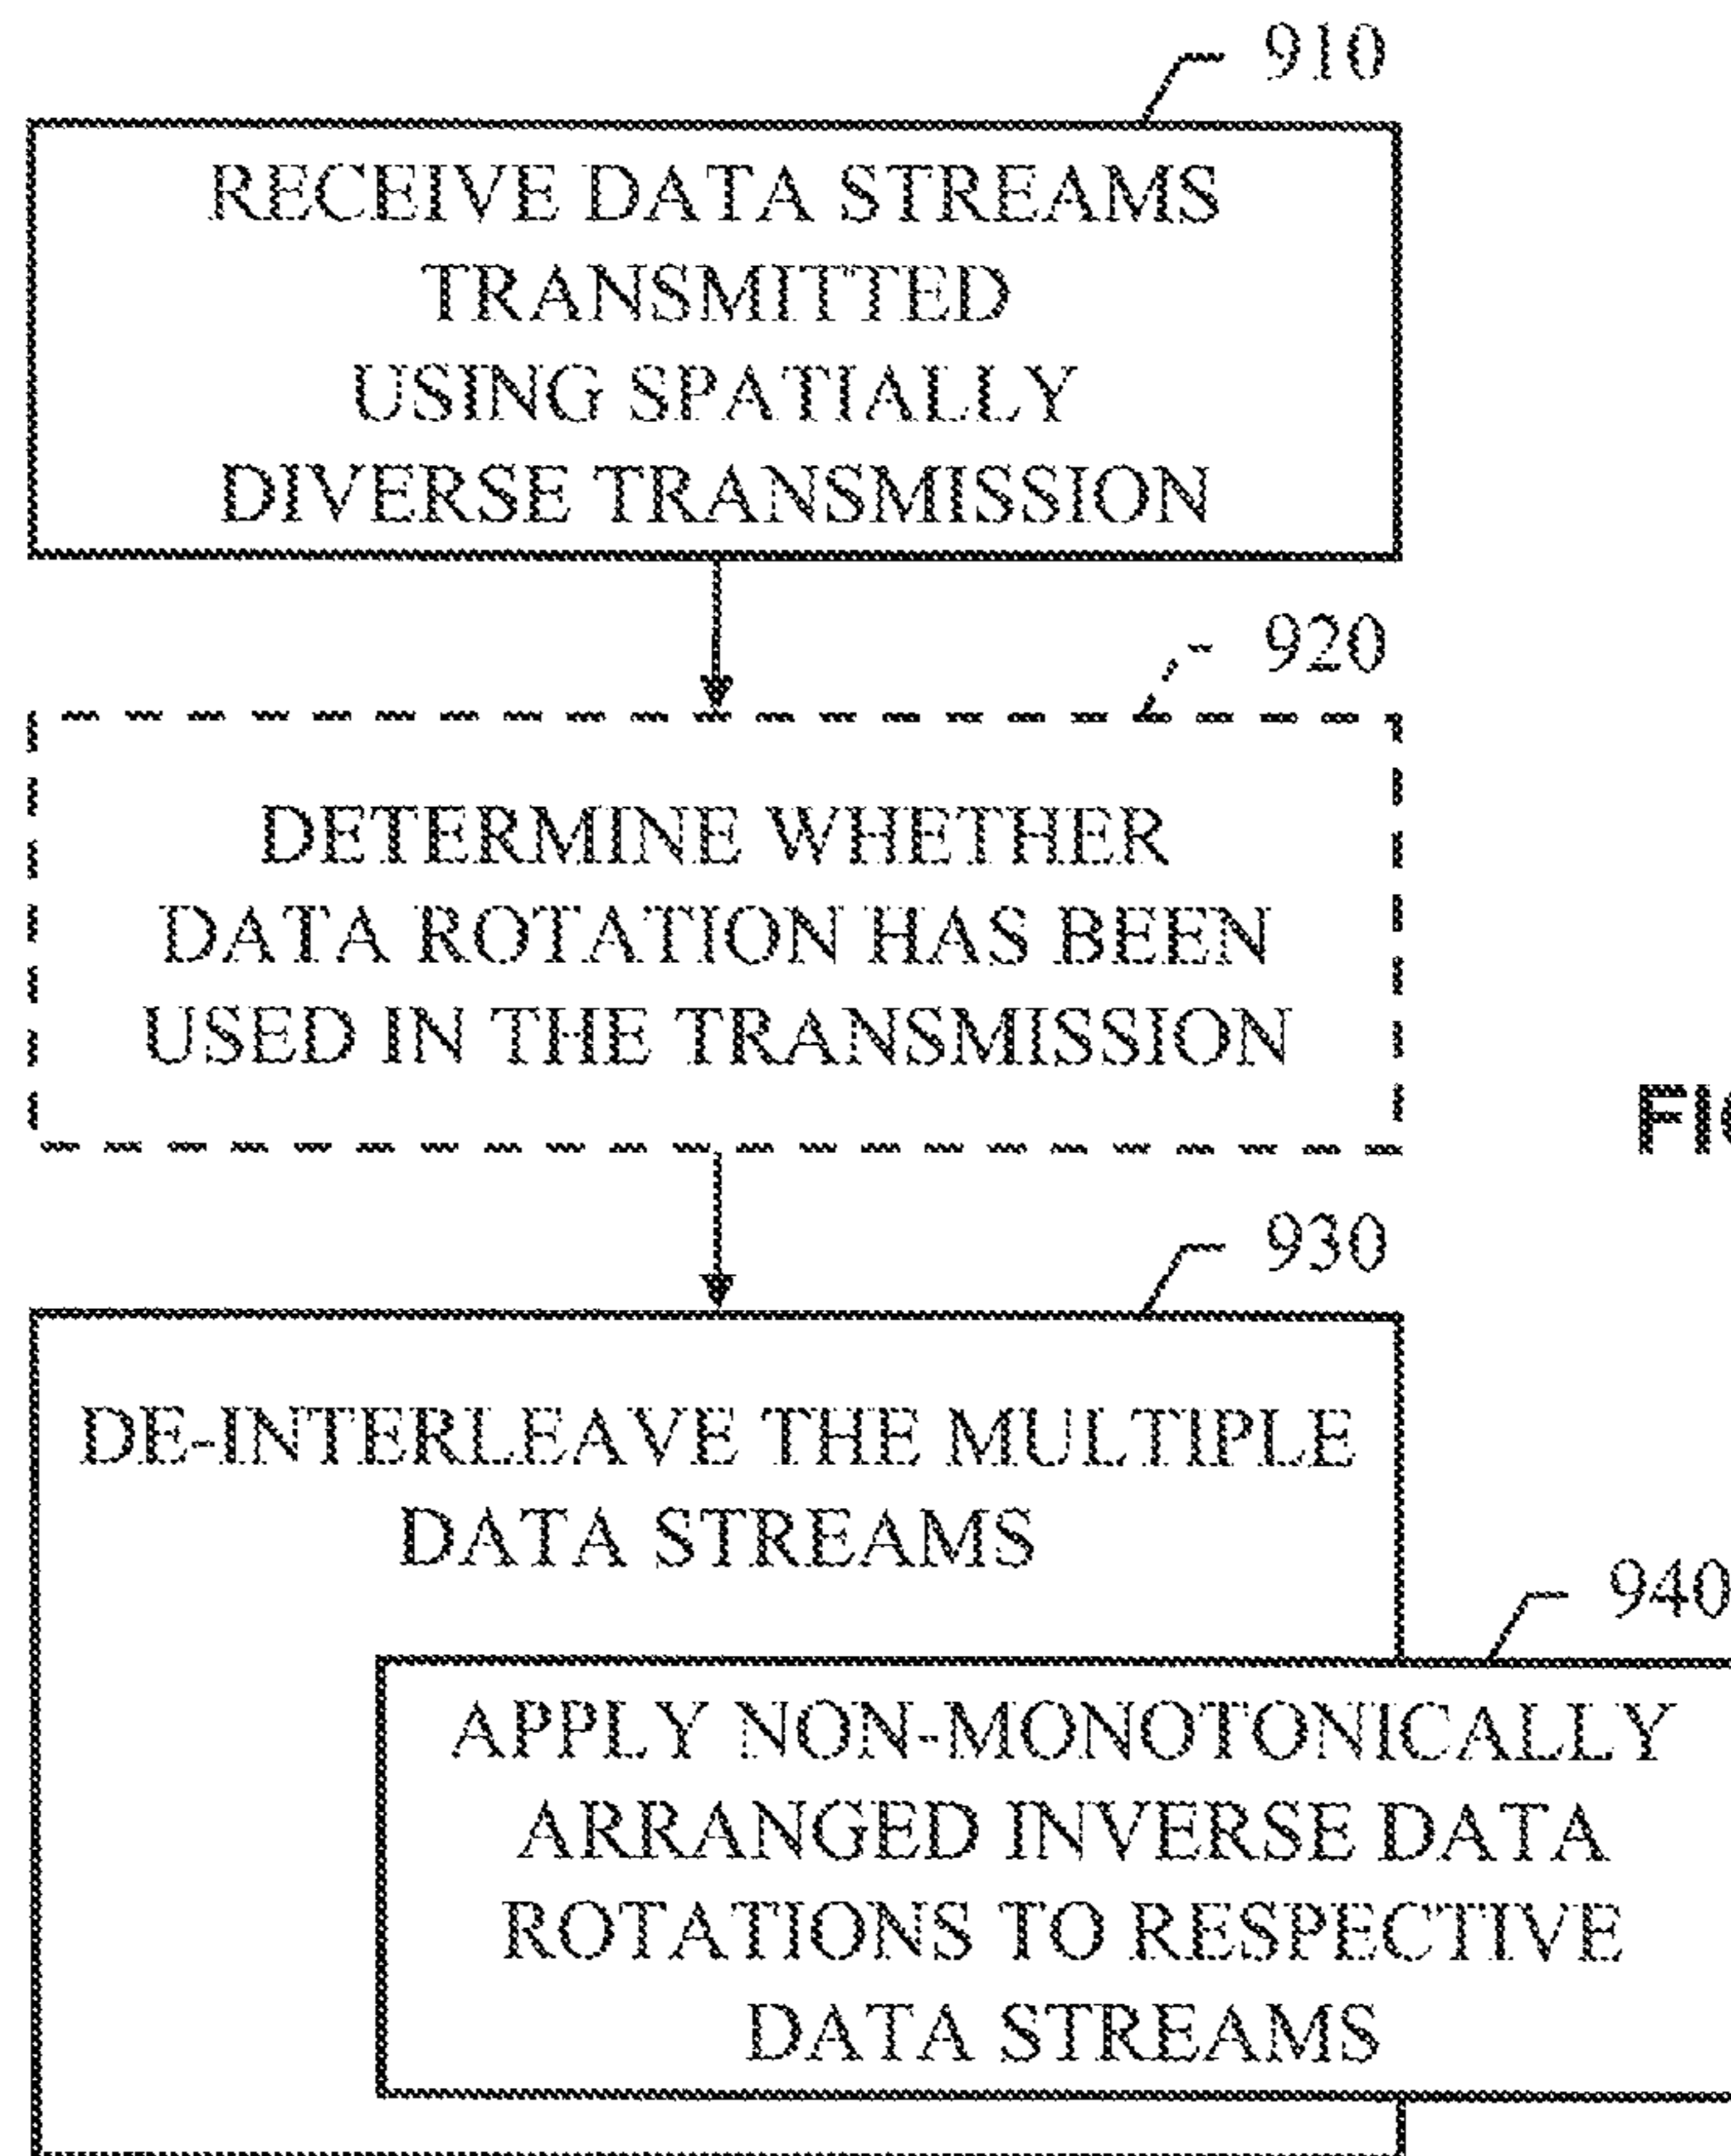 910
RECEIVE DATA STREAMS
TRANSMITTED
USING SPATIALLY
DIVERSE TRANSMISSION
920
DETERMINE WHETHER
DATA ROTATION HAS BEEN
USED IN THE TRANSMISSION
930
DE-INTERLEAVE THE MULTIPLE
DATA STREAMS
940
APPLY NON-MONOTONICALLY
ARRANGED INVERSE DATA
ROTATIONS TO RESPECTIVE
DATA STREAMS